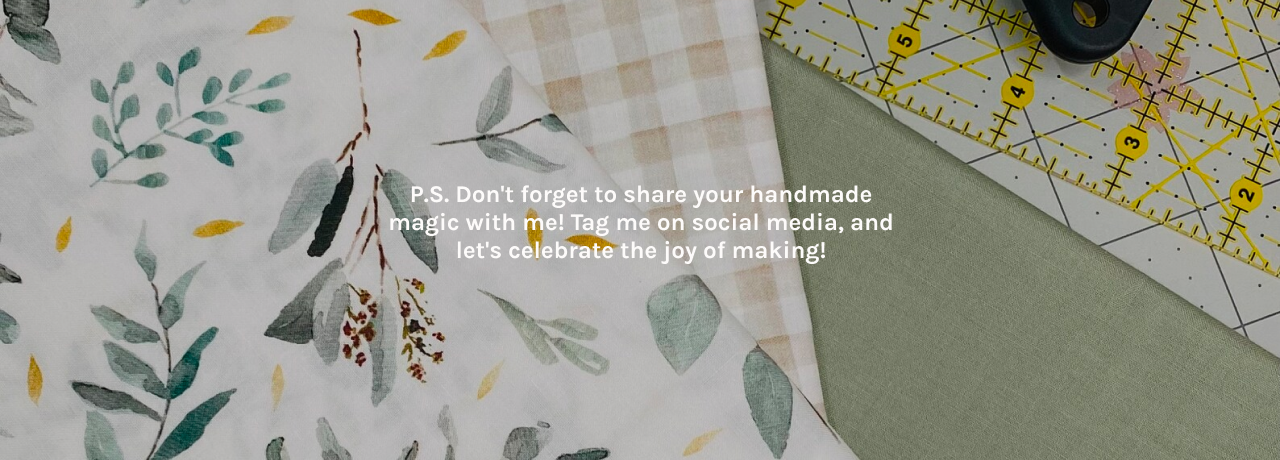 P.S. Don't forget to share your handmade
magic with me! Tag me on social media, and
let's celebrate the joy of making!
5
4
3
2